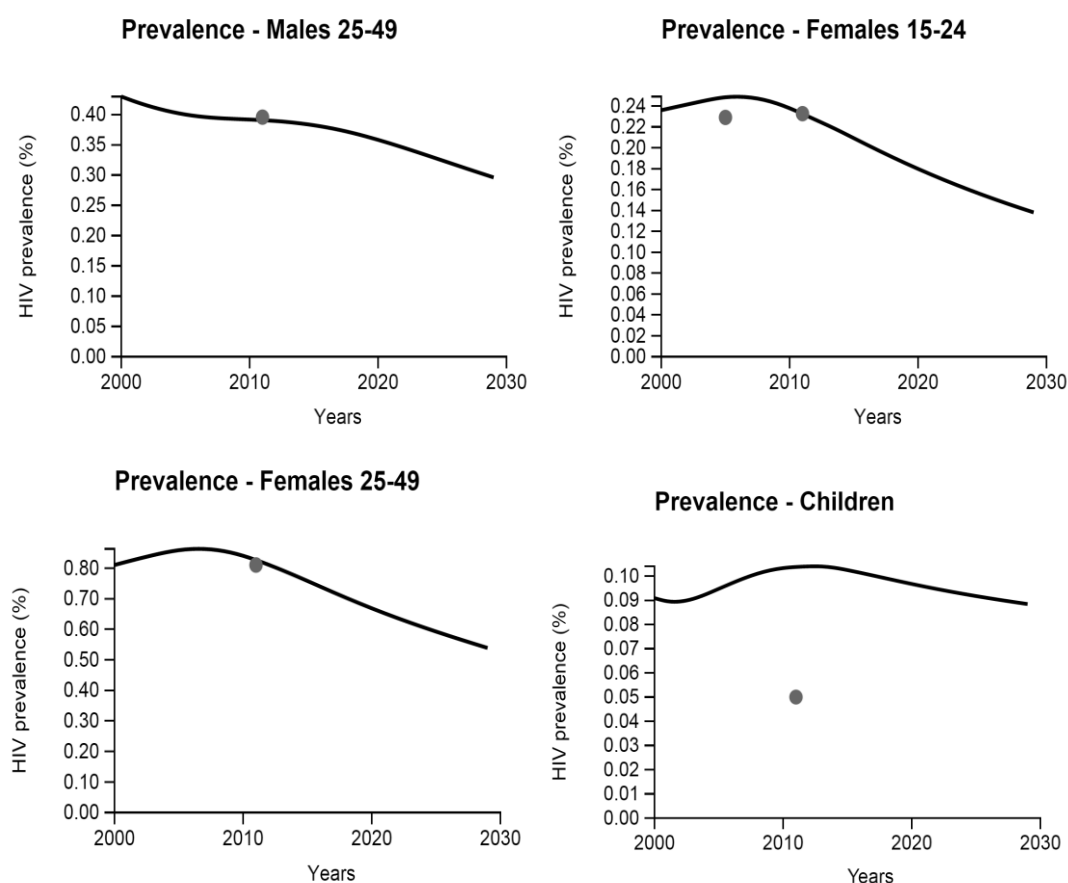 Prevalence - Males 25-49
HIV prevalence (%)
0.40
0.35
0.30
0.25
0.20
0.15
0.10
0.05
0.00
2000 2010 2020 2030
Years
Prevalence - Females 15-24
HIV prevalence (%)
0.24
0.22
0.20
0.18
0.16
0.14
0.12
0.10
0.08
0.06
0.04
0.02
0.00
2000 2010 2020 2030
Years
Prevalence - Females 25-49
HIV prevalence (%)
0.80
0.70
0.60
0.50
0.40
0.30
0.20
0.10
0.00
2000 2010 2020 2030
Years
Prevalence - Children
HIV prevalence (%)
0.10
0.09
0.08
0.07
0.06
0.05
0.04
0.03
0.02
0.01
0.00
2000 2010 2020 2030
Years